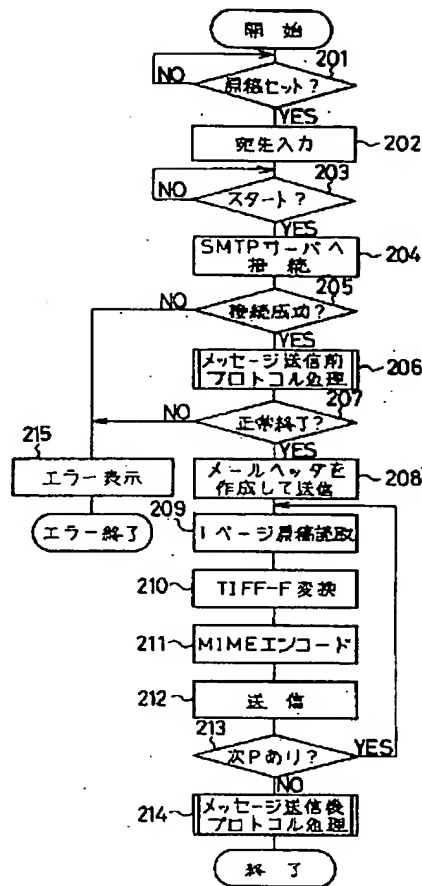 開始
201
NO
原稿セット?
YES
宛先入力
202
203
NO
スタート?
YES
SMTPサーバへ
接続
204
205
NO
接続成功?
YES
メッセージ送信前
プロトコル処理
206
207
NO
正常終了?
YES
215
エラー表示
エラー終了
メールヘッダを
作成して送信
208
209
1ページ原稿読取
210
TIFF-F変換
211
MIMEエンコード
212
送信
213
次Pあり?
YES
NO
214
メッセージ送信後
プロトコル処理
終了